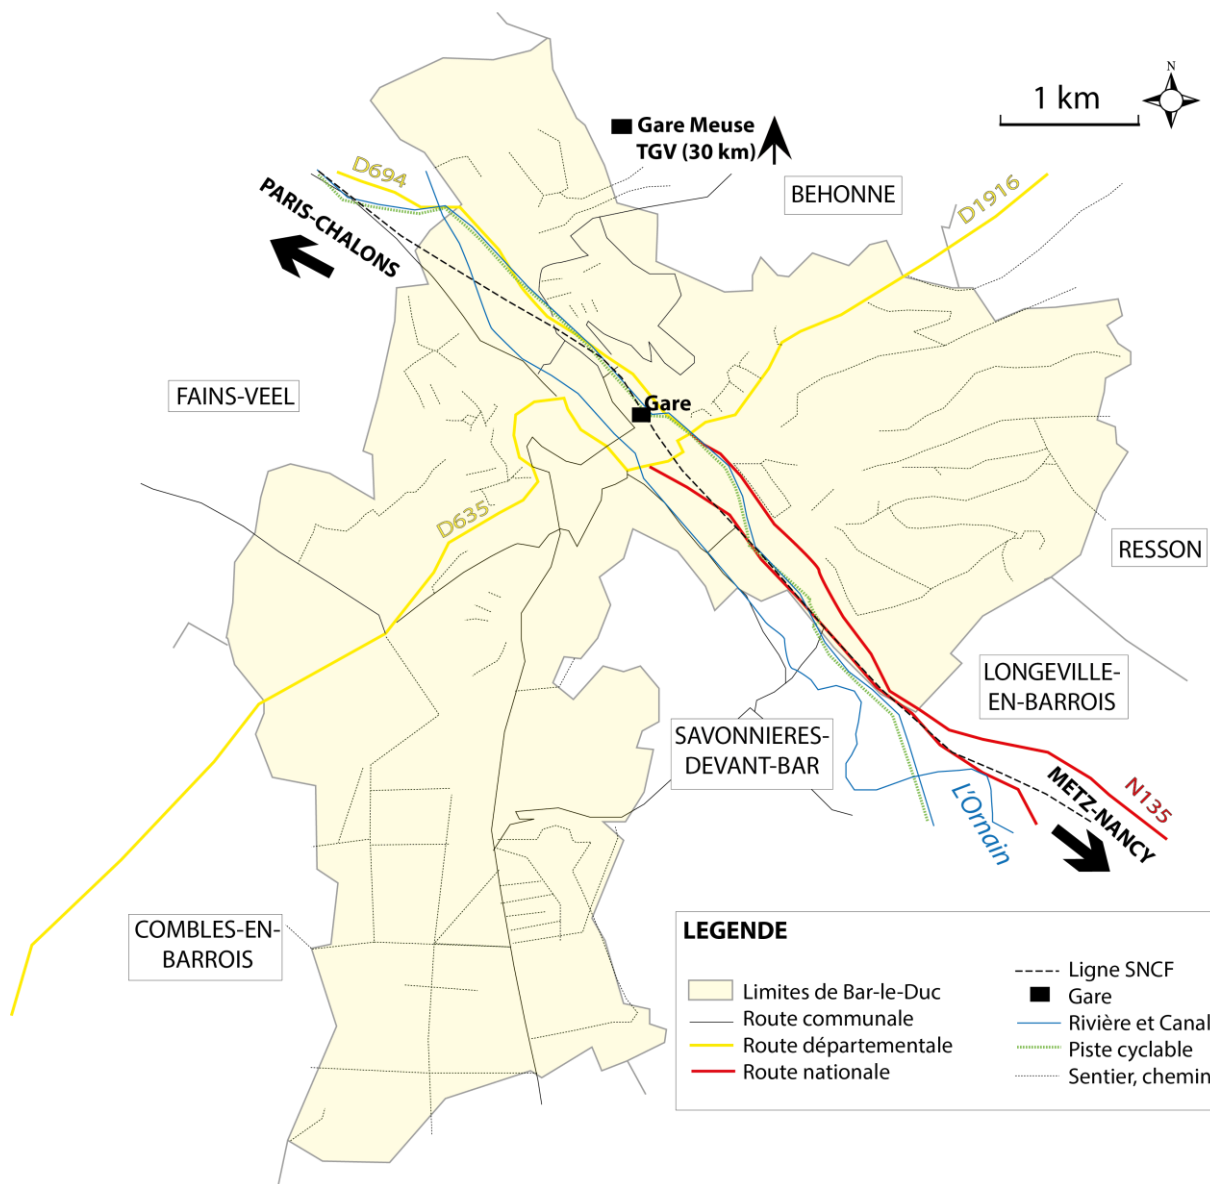 N
1 km
Gare Meuse
TGV (30 km)
D694
BEHONNE
D1916
PARIS-CHALONS
FAINS-VEEL
Gare
D635
RESSON
LONGEVILLE-
EN-BARROIS
SAVONNIERES-
DEVANT-BAR
METZ-NANCY
N135
L'Ornain
COMBLES-EN-
BARROIS
LEGENDE
Limites de Bar-le-Duc
Route communale
Route départementale
Route nationale
Ligne SNCF
Gare
Rivière et Canal
Piste cyclable
Sentier, chemin